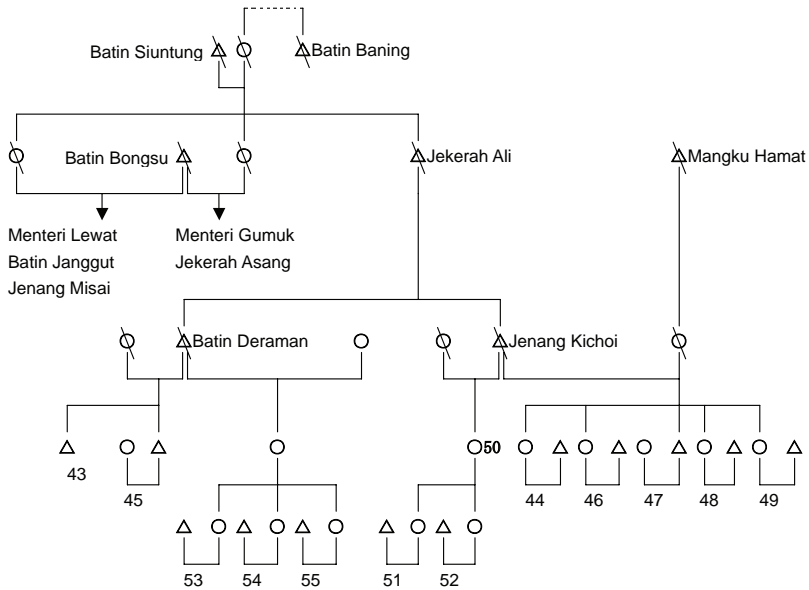 Batin Siuntung
Batin Baning
Batin Bongsu
Jekerah Ali
Mangku Hamat
Menteri Lewat
Batin Janggut
Jenang Misai
Menteri Gumuk
Jekerah Asang
Batin Deraman
Jenang Kichoi
43
45
50
44
46
47
48
49
53
54
55
51
52